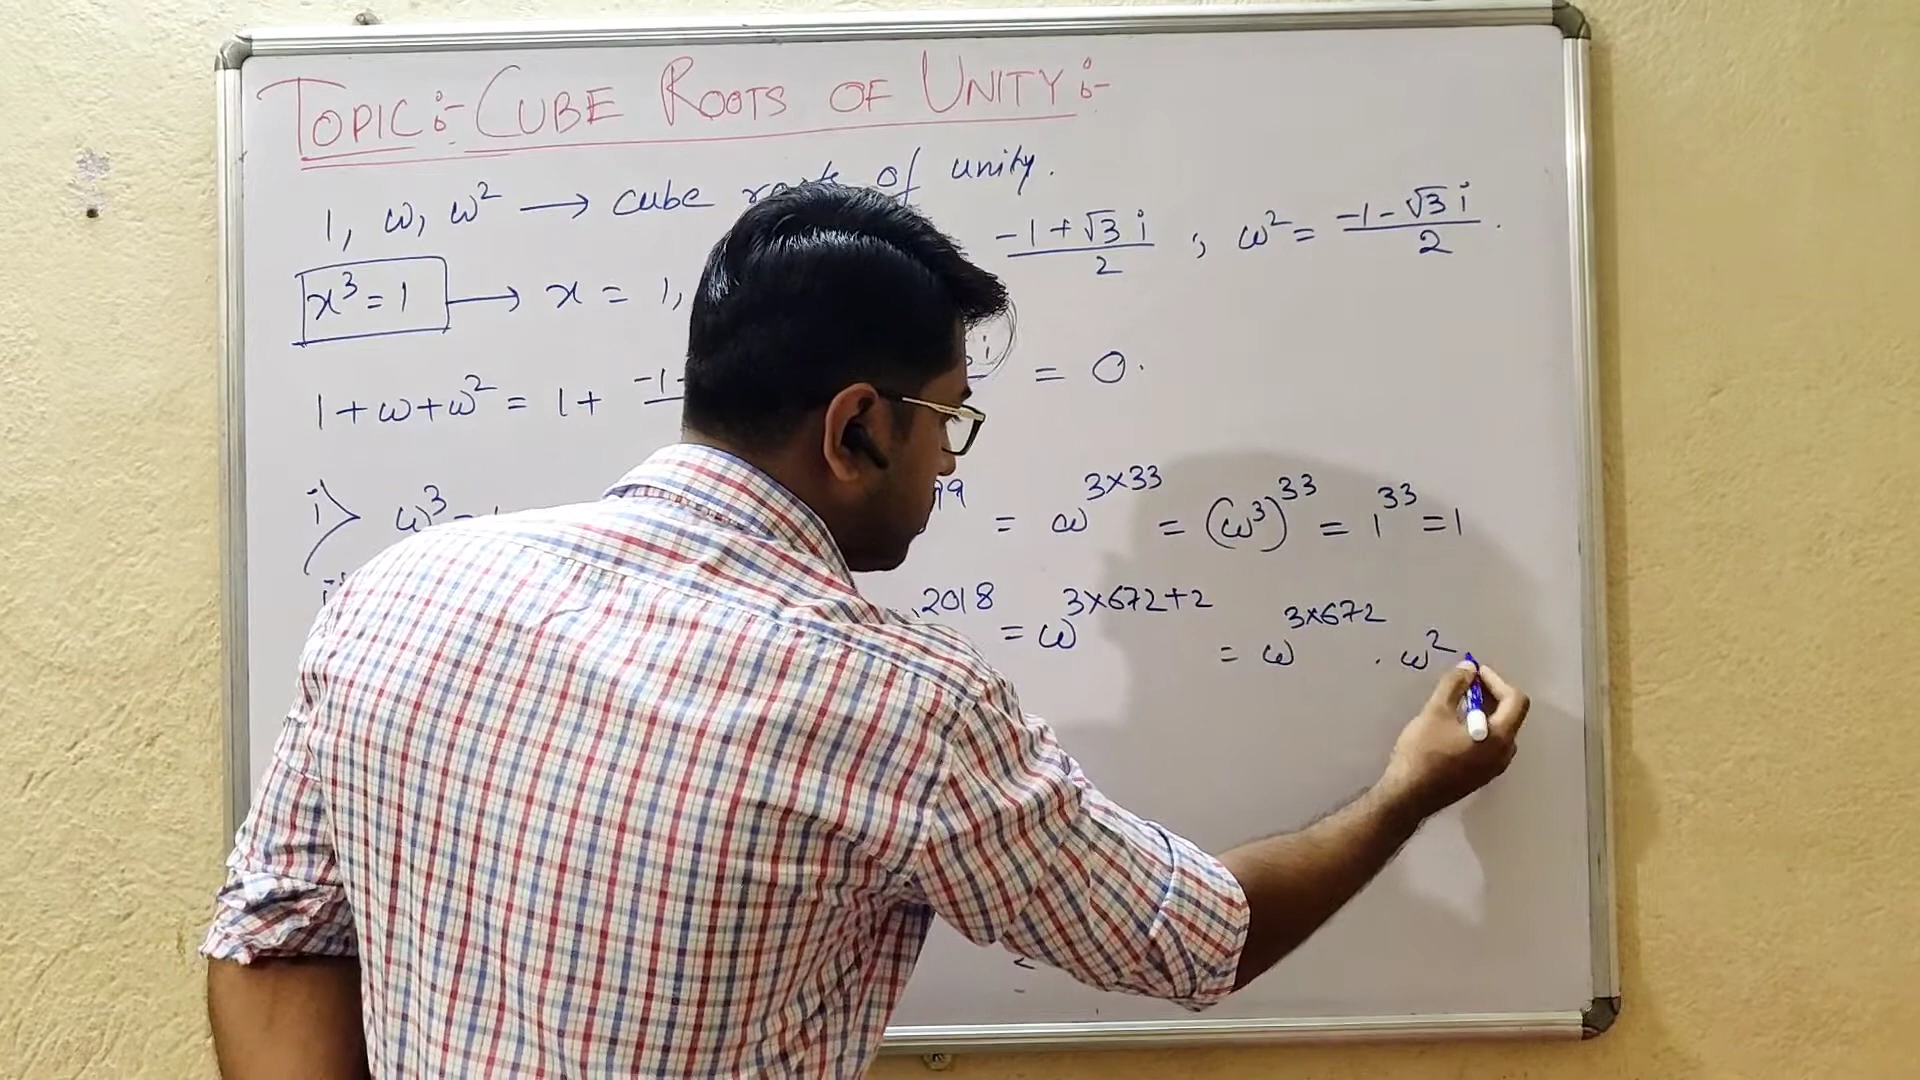 TOPIC:- CUBE ROOTS OF UNITY:-
1, ω, ω² → cube of unity.
x³ = 1 → x = 1, -1+√3 i / 2 ; ω² = -1-√3 i / 2 .
1+ω+ω² = 1+ -1 i = 0.
i> ω³ 99 = ω^3×33 = (ω³)^33 = 1^33 = 1
2018 = ω^3×672+2 = ω^3×672 . ω²